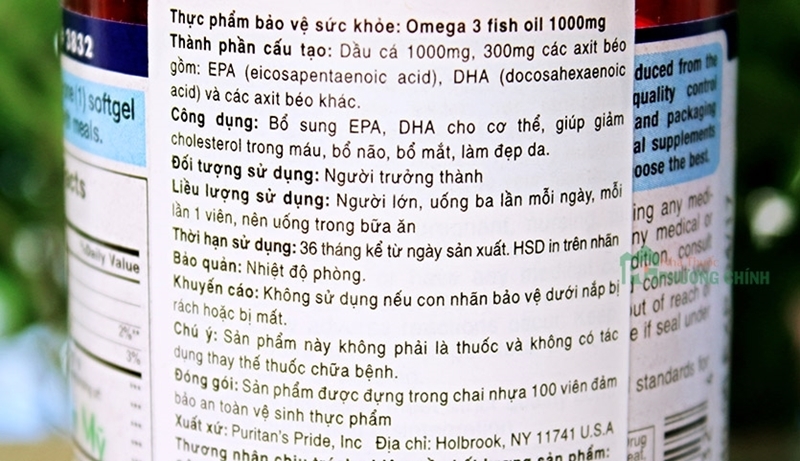 Thực phẩm bảo vệ sức khỏe: Omega 3 fish oil 1000mg
Thành phần cấu tạo: Dầu cá 1000mg, 300mg các axit béo
gồm: EPA (eicosapentaenoic acid), DHA (docosahexaenoic
acid) và các axit béo khác.
Công dụng: Bổ sung EPA, DHA cho cơ thể, giúp giảm
cholesterol trong máu, bổ não, bổ mắt, làm đẹp da.
Đối tượng sử dụng: Người trưởng thành
Liều lượng sử dụng: Người lớn, uống ba lần mỗi ngày, mỗi
lần 1 viên, nên uống trong bữa ăn
Thời hạn sử dụng: 36 tháng kể từ ngày sản xuất. HSD in trên nhãn
Bảo quản: Nhiệt độ phòng.
Khuyến cáo: Không sử dụng nếu con nhãn bảo vệ dưới nắp bị
rách hoặc bị mất.
Chú ý: Sản phẩm này không phải là thuốc và không có tác
dụng thay thế thuốc chữa bệnh.
Đóng gói: Sản phẩm được đựng trong chai nhựa 100 viên đảm
bảo an toàn vệ sinh thực phẩm
Xuất xứ: Puritan's Pride, Inc Địa chỉ: Holbrook, NY 11741 U.S.A
3832
(1) softgel
meals.
% Daily Value
2%**
3%
Mỹ
duced from the
quality control
and packaging
al supplements
oose the best.
ing any medi-
ny medical or
dition, consult
consult
out of reach
e if seal under
standards for
ƯƠNG CHÍNH